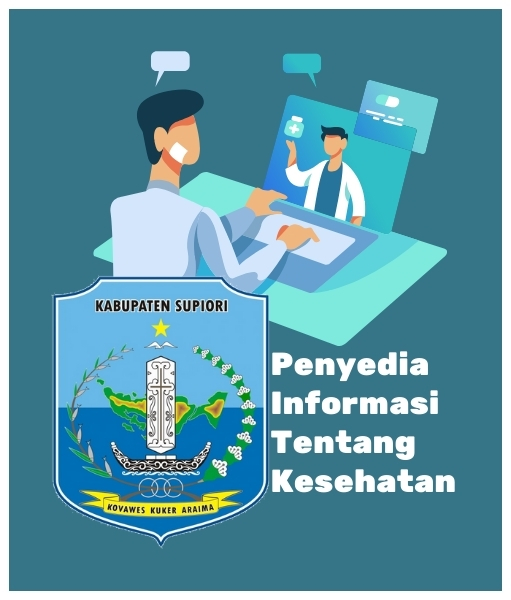 KABUPATEN SUPIORI
Penyedia
Informasi
Tentang
Kesehatan
KOVAWES KUKER ARAIMA